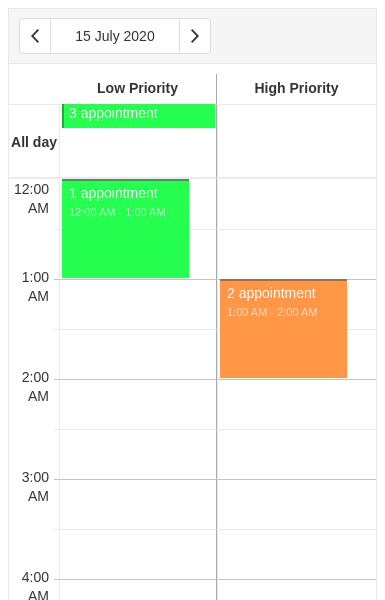 15 July 2020
Low Priority High Priority
3 appointment
All day
12:00 AM
1 appointment
12:00 AM - 1:00 AM
1:00 AM
2 appointment
1:00 AM - 2:00 AM
2:00 AM
3:00 AM
4:00 AM